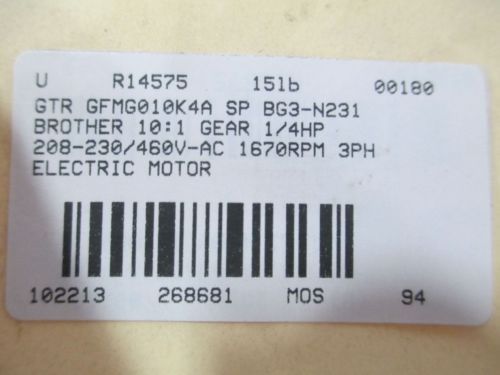 U R14575 15lb 00180
GTR GFMG010K4A SP BG3-N231
BROTHER 10:1 GEAR 1/4HP
208-230/460V-AC 1670RPM 3PH
ELECTRIC MOTOR
102213 268681 MOS 94